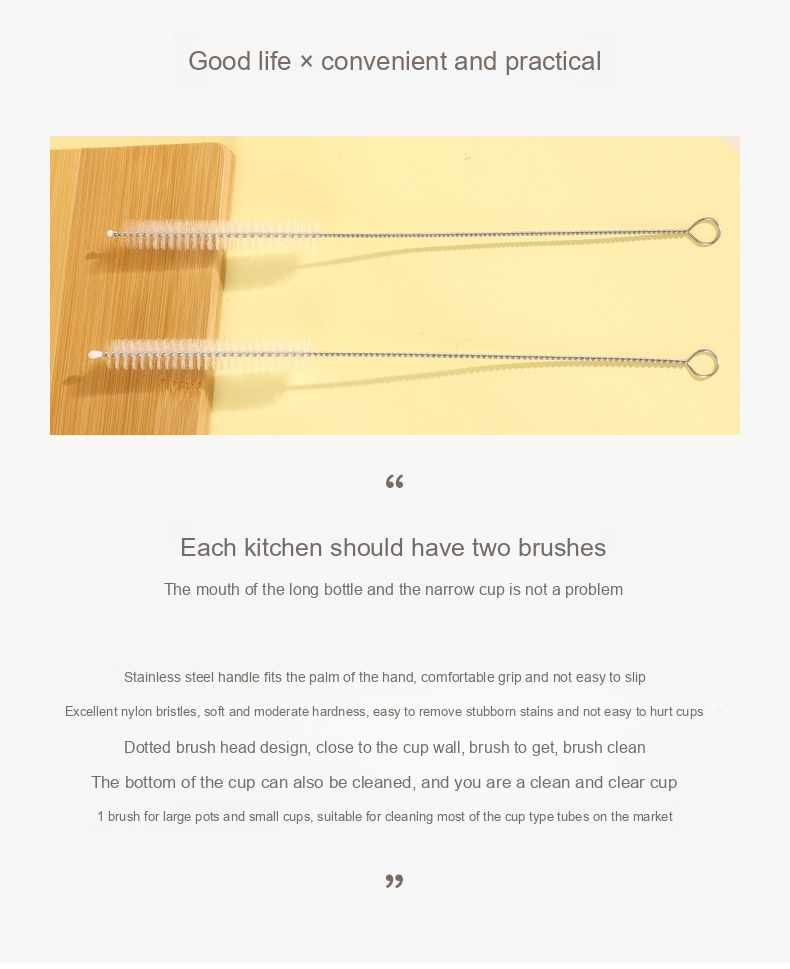 Good life × convenient and practical
“
Each kitchen should have two brushes
The mouth of the long bottle and the narrow cup is not a problem
Stainless steel handle fits the palm of the hand, comfortable grip and not easy to slip
Excellent nylon bristles, soft and moderate hardness, easy to remove stubborn stains and not easy to hurt cups
Dotted brush head design, close to the cup wall, brush to get, brush clean
The bottom of the cup can also be cleaned, and you are a clean and clear cup
1 brush for large pots and small cups, suitable for cleaning most of the cup type tubes on the market
”